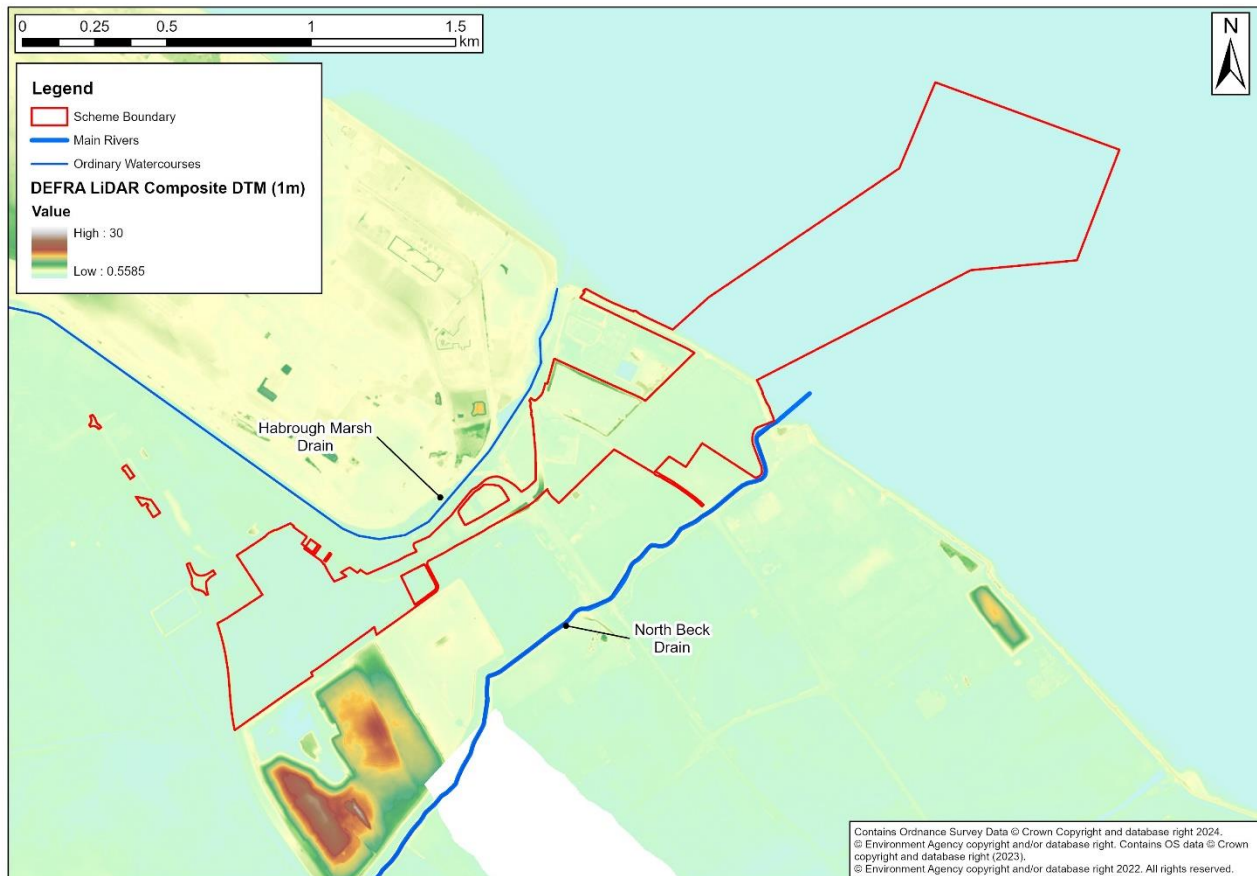 0 0.25 0.5 1 1.5
km
N
Legend
Scheme Boundary
Main Rivers
Ordinary Watercourses
DEFRA LiDAR Composite DTM (1m)
Value
High : 30
Low : 0.5585
Habrough Marsh
Drain
North Beck
Drain
Contains Ordnance Survey Data © Crown Copyright and database right 2024.
© Environment Agency copyright and/or database right. Contains OS data © Crown
copyright and database right (2023).
© Environment Agency copyright and/or database right 2022. All rights reserved.